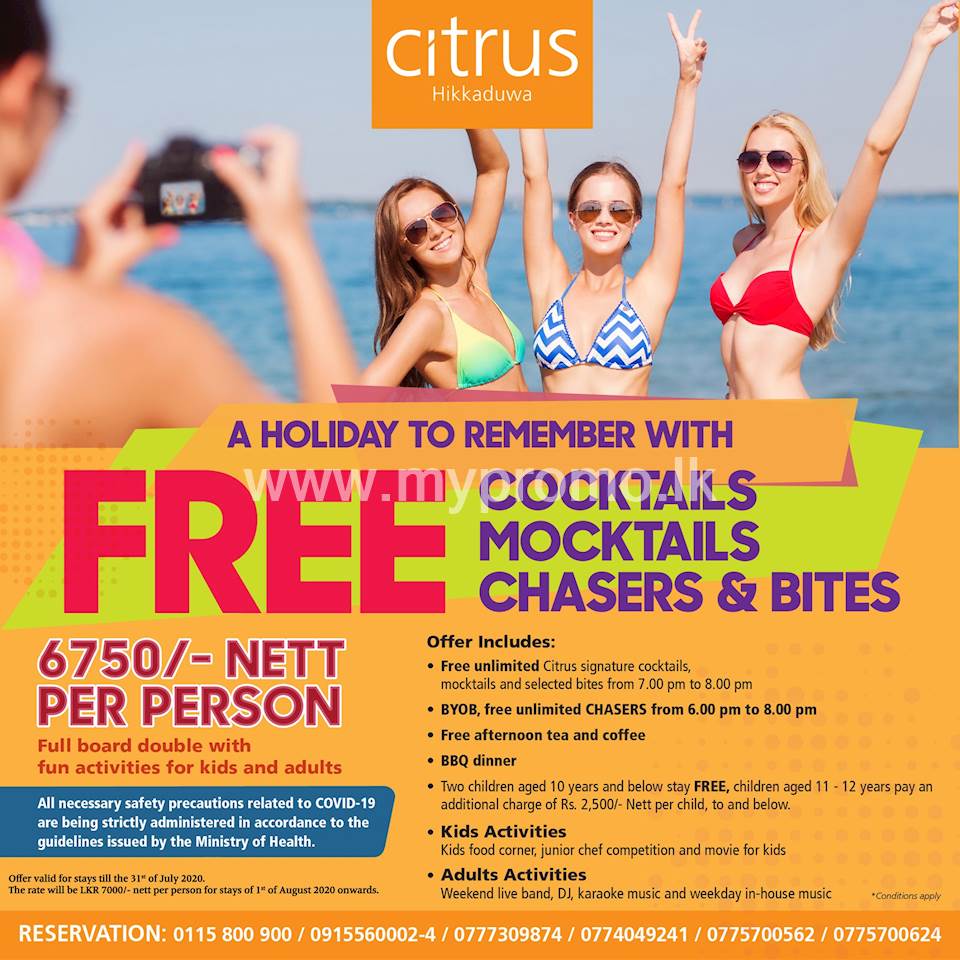 citrus
Hikkaduwa
A HOLIDAY TO REMEMBER WITH
www.mypromo.lk
FREE
COCKTAILS
MOCKTAILS
CHASERS & BITES
6750/- NETT
PER PERSON
Full board double with
fun activities for kids and adults
All necessary safety precautions related to COVID-19
are being strictly administered in accordance to the
guidelines issued by the Ministry of Health.
Offer valid for stays till the 31st of July 2020.
The rate will be LKR 7000/- nett per person for stays of 1st of August 2020 onwards.
Offer Includes:
• Free unlimited Citrus signature cocktails,
mocktails and selected bites from 7.00 pm to 8.00 pm
• BYOB, free unlimited CHASERS from 6.00 pm to 8.00 pm
• Free afternoon tea and coffee
• BBQ dinner
• Two children aged 10 years and below stay FREE, children aged 11 - 12 years pay an
additional charge of Rs. 2,500/- Nett per child, to and below.
• Kids Activities
Kids food corner, junior chef competition and movie for kids
• Adults Activities
Weekend live band, DJ, karaoke music and weekday in-house music
*Conditions apply
RESERVATION: 0115 800 900 / 0915560002-4 / 0777309874 / 0774049241 / 0775700562 / 0775700624